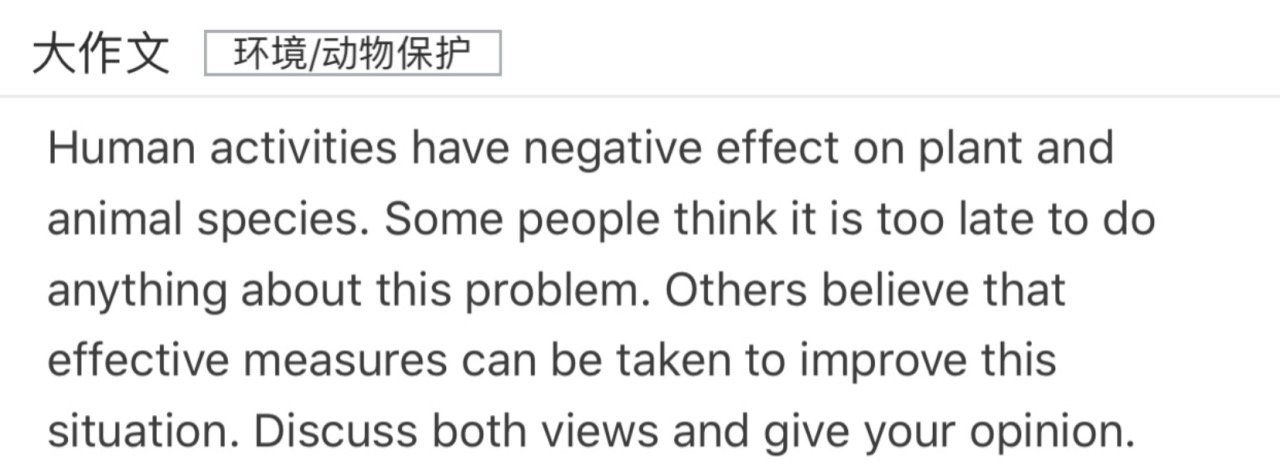 大作文 环境/动物保护
Human activities have negative effect on plant and
animal species. Some people think it is too late to do
anything about this problem. Others believe that
effective measures can be taken to improve this
situation. Discuss both views and give your opinion.